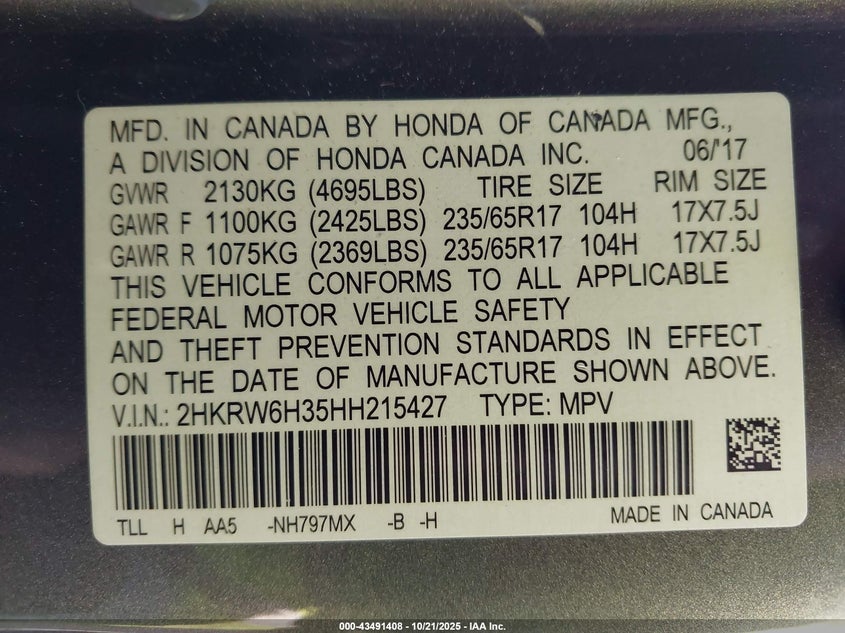 MFD. IN CANADA BY HONDA OF CANADA MFG.,
A DIVISION OF HONDA CANADA INC. 06/'17
GVWR 2130KG (4695LBS) TIRE SIZE RIM SIZE
GAWR F 1100KG (2425LBS) 235/65R17 104H 17X7.5J
GAWR R 1075KG (2369LBS) 235/65R17 104H 17X7.5J
THIS VEHICLE CONFORMS TO ALL APPLICABLE
FEDERAL MOTOR VEHICLE SAFETY
AND THEFT PREVENTION STANDARDS IN EFFECT
ON THE DATE OF MANUFACTURE SHOWN ABOVE.
V.I.N.: 2HKRW6H35HH215427 TYPE: MPV
TLL H AA5 -NH797MX -B -H MADE IN CANADA
000-43491408 - 10/21/2025 - IAA Inc.